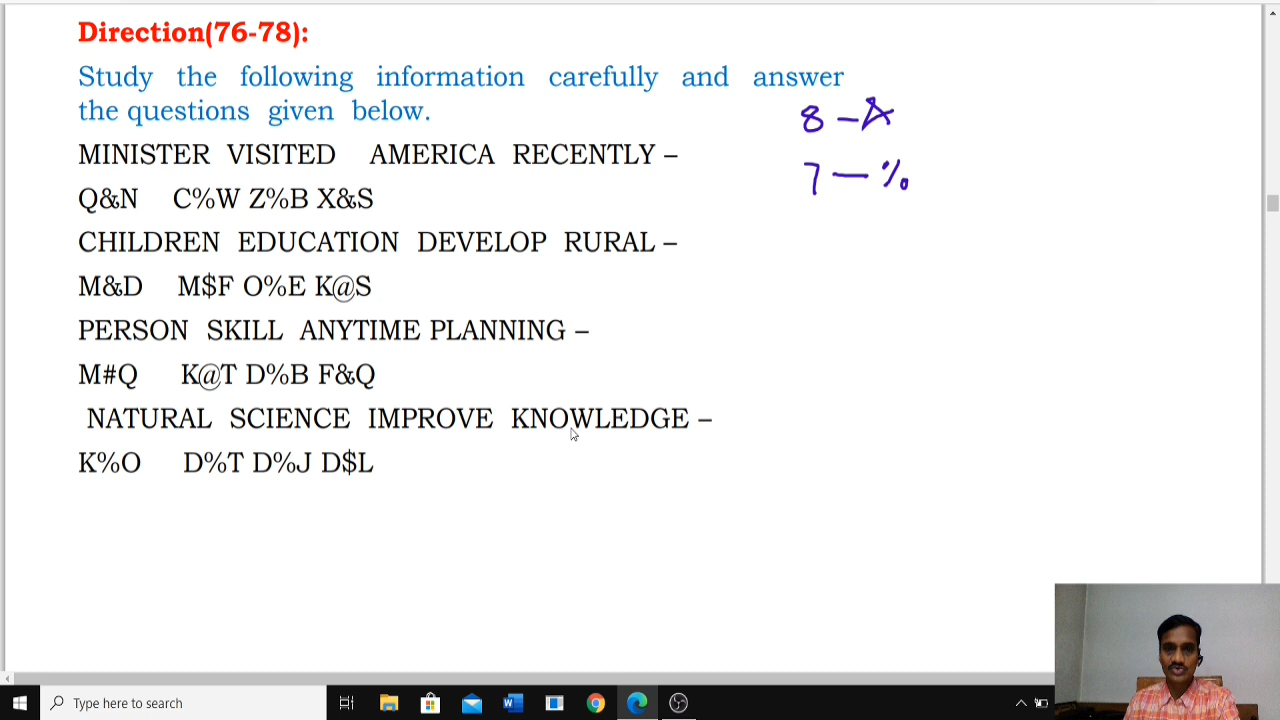 Direction(76-78):
Study the following information carefully and answer
the questions given below.
8 –
MINISTER VISITED AMERICA RECENTLY –
7 – %
Q&N C%W Z%B X&S
CHILDREN EDUCATION DEVELOP RURAL –
M&D M$F O%E K@S
PERSON SKILL ANYTIME PLANNING –
M#Q K@T D%B F&Q
NATURAL SCIENCE IMPROVE KNOWLEDGE –
K%O D%T D%J D$L
Type here to search